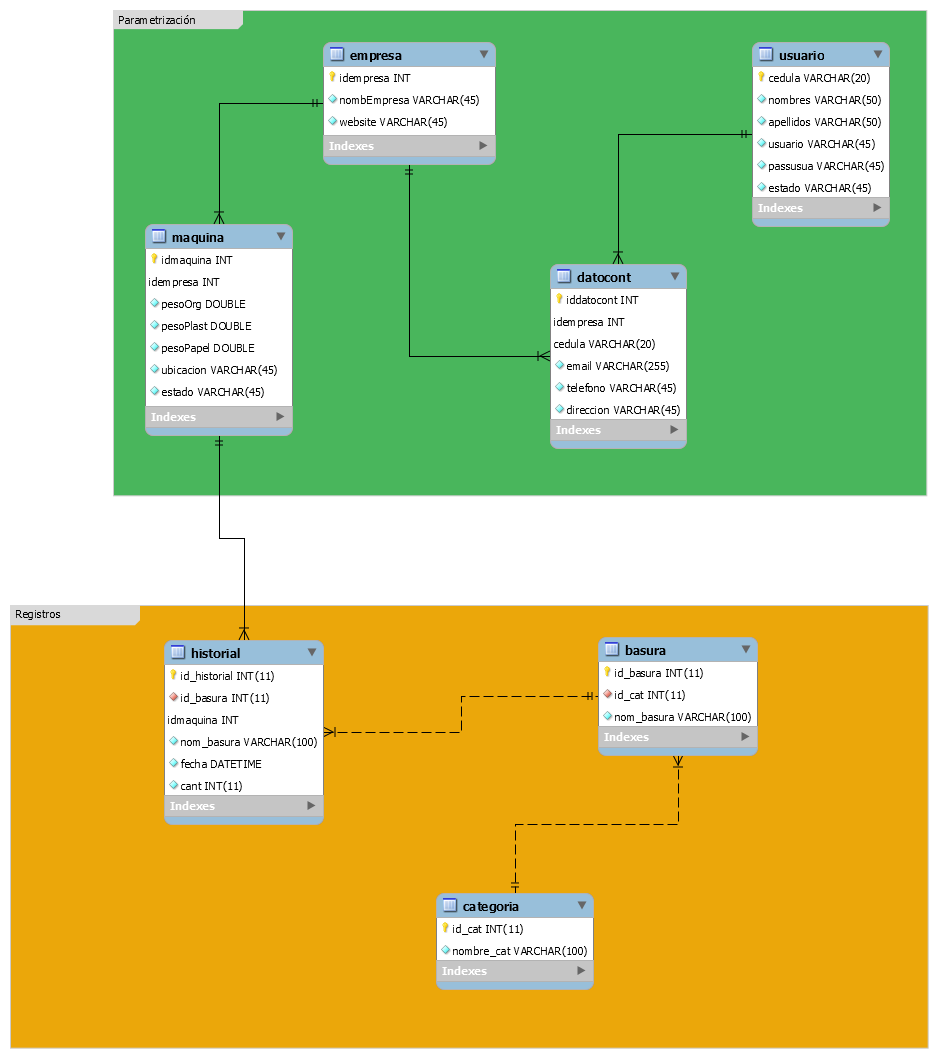 Parametrización
empresa
idempresa INT
nombEmpresa VARCHAR(45)
website VARCHAR(45)
Indexes
usuario
cedula VARCHAR(20)
nombres VARCHAR(50)
apellidos VARCHAR(50)
usuario VARCHAR(45)
passusua VARCHAR(45)
estado VARCHAR(45)
Indexes
maquina
idmaquina INT
idempresa INT
pesoOrg DOUBLE
pesoPlast DOUBLE
pesoPapel DOUBLE
ubicacion VARCHAR(45)
estado VARCHAR(45)
Indexes
datocont
iddatocont INT
idempresa INT
cedula VARCHAR(20)
email VARCHAR(255)
telefono VARCHAR(45)
direccion VARCHAR(45)
Indexes
Registros
historial
id_historial INT(11)
id_basura INT(11)
idmaquina INT
nom_basura VARCHAR(100)
fecha DATETIME
cant INT(11)
Indexes
basura
id_basura INT(11)
id_cat INT(11)
nom_basura VARCHAR(100)
Indexes
categoria
id_cat INT(11)
nombre_cat VARCHAR(100)
Indexes